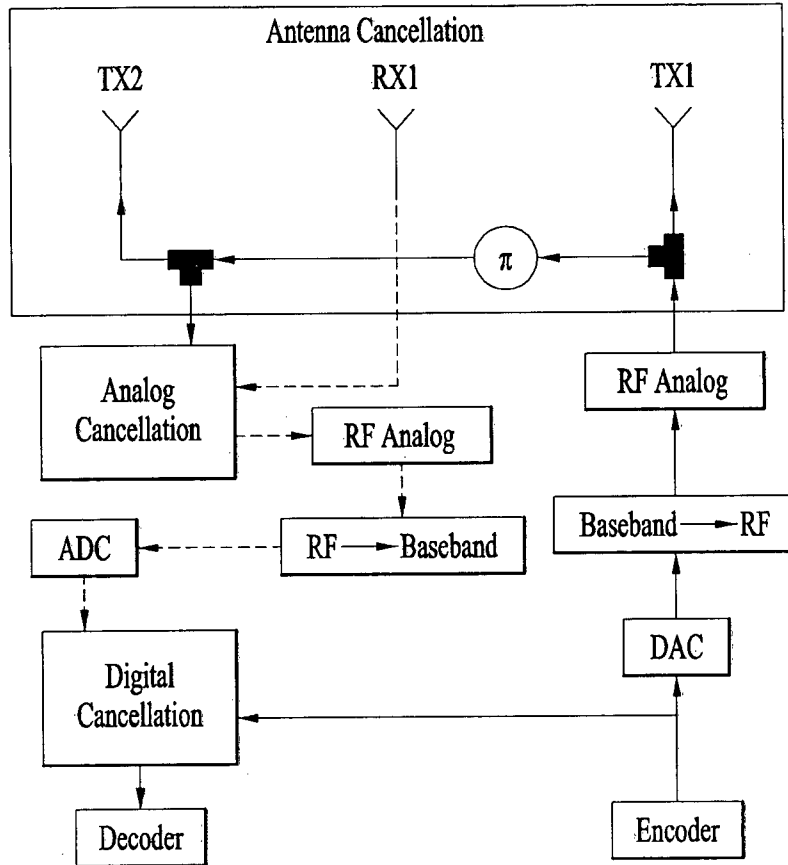 Antenna Cancellation
TX2
RX1
TX1
π
Analog
Cancellation
RF Analog
RF Analog
ADC
RF → Baseband
Baseband → RF
DAC
Digital
Cancellation
Decoder
Encoder